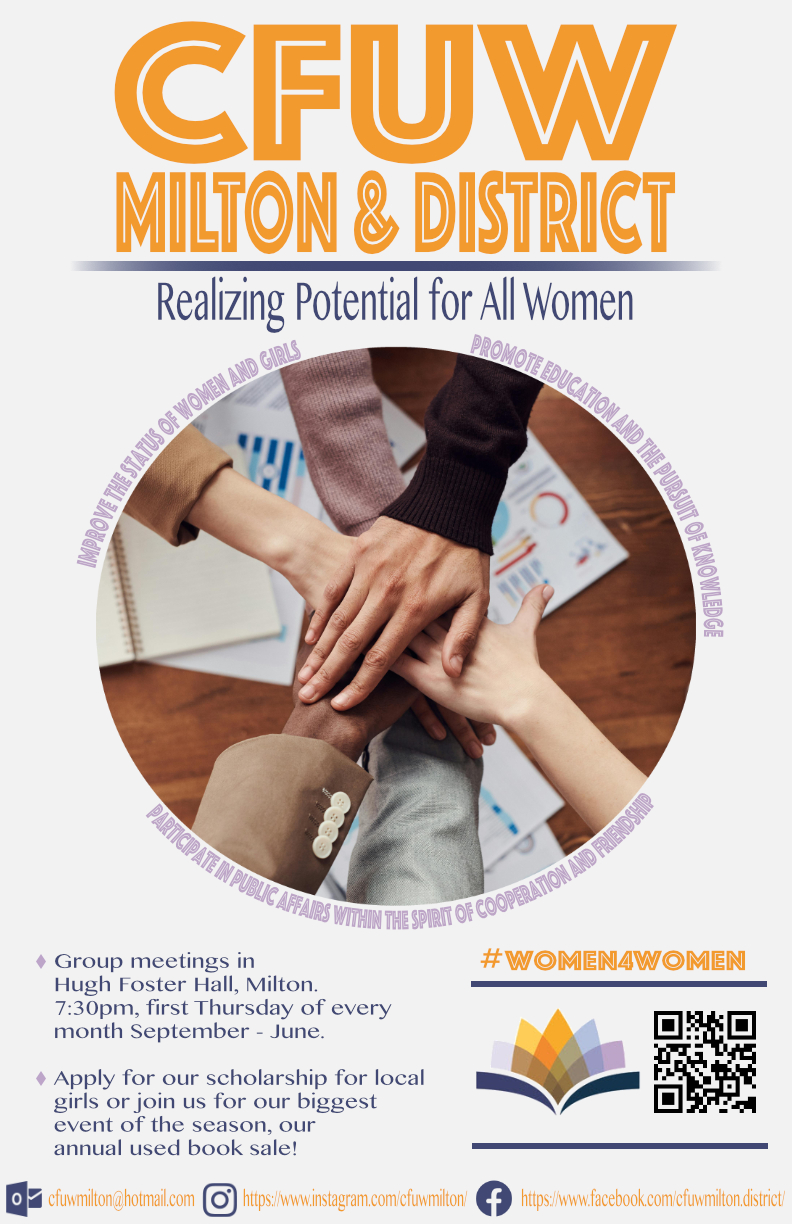 CFUW
MILTON & DISTRICT
Realizing Potential for All Women
IMPROVE THE STATUS OF WOMEN AND GIRLS
PROMOTE EDUCATION AND THE PURSUIT OF KNOWLEDGE
PARTICIPATE IN PUBLIC AFFAIRS WITHIN THE SPIRIT OF COOPERATION AND FRIENDSHIP
Group meetings in
Hugh Foster Hall, Milton.
7:30pm, first Thursday of every
month September - June.
Apply for our scholarship for local
girls or join us for our biggest
event of the season, our
annual used book sale!
#WOMEN4WOMEN
cfuwmilton@hotmail.com
https://www.instagram.com/cfuwmilton/
https://www.facebook.com/cfuwmilton.district/